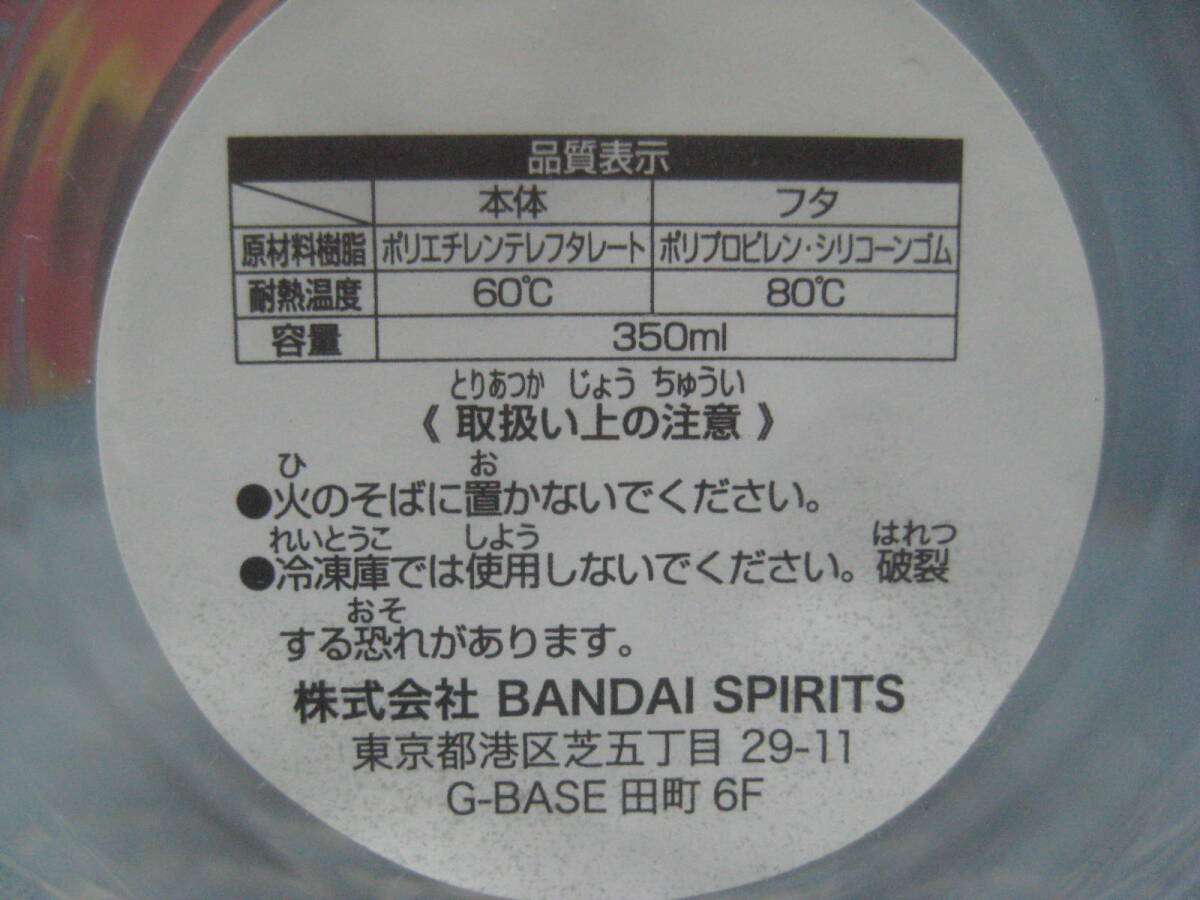 品質表示
本体 フタ
原材料樹脂 ポリエチレンテレフタレート ポリプロピレン・シリコーンゴム
耐熱温度 60℃ 80℃
容量 350ml
とりあつか じょう ちゅうい
《 取扱い上の注意 》
ひ お
●火のそばに置かないでください。
れいとうこ しよう はれつ
●冷凍庫では使用しないでください。破裂
おそ
する恐れがあります。
株式会社 BANDAI SPIRITS
東京都港区芝五丁目 29-11
G-BASE 田町 6F